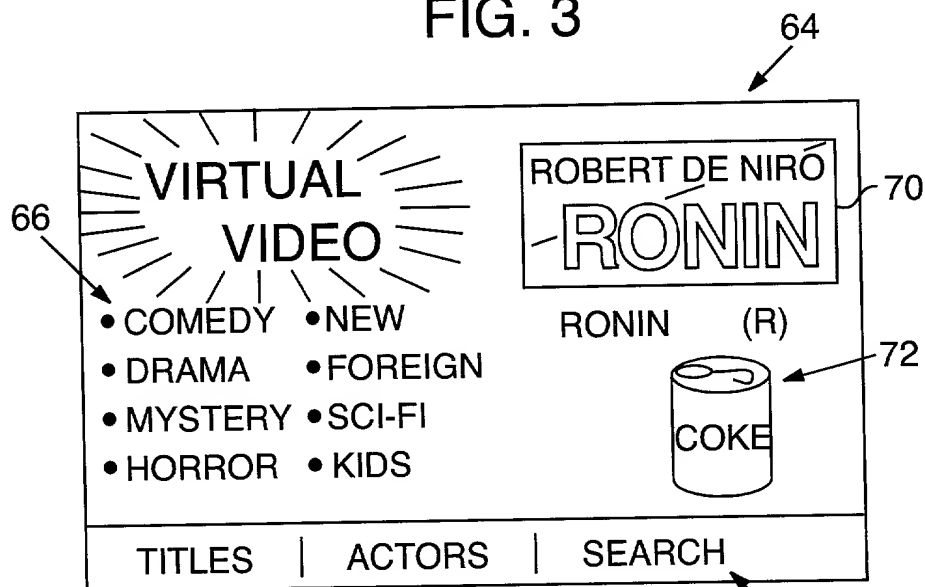 FIG. 3
64
VIRTUAL
VIDEO
66
• COMEDY • NEW
• DRAMA • FOREIGN
• MYSTERY • SCI-FI
• HORROR • KIDS
ROBERT DE NIRO
RONIN
70
RONIN (R)
72
COKE
TITLES | ACTORS | SEARCH